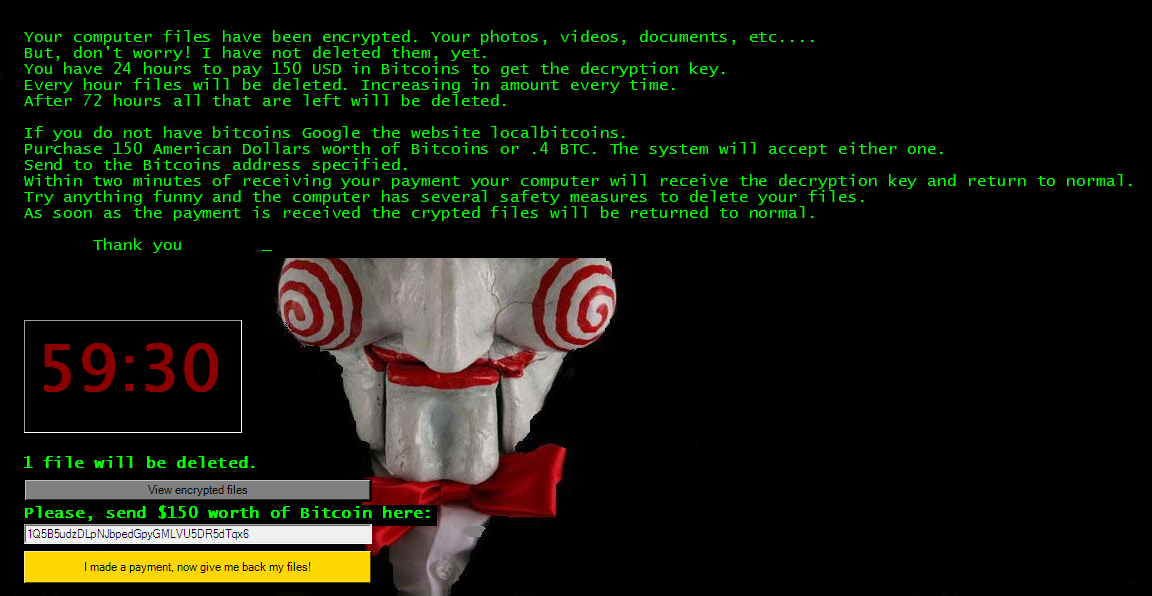 Your computer files have been encrypted. Your photos, videos, documents, etc....
But, don't worry! I have not deleted them, yet.
You have 24 hours to pay 150 USD in Bitcoins to get the decryption key.
Every hour files will be deleted. Increasing in amount every time.
After 72 hours all that are left will be deleted.
If you do not have bitcoins Google the website localbitcoins.
Purchase 150 American Dollars worth of Bitcoins or .4 BTC. The system will accept either one.
Send to the Bitcoins address specified.
Within two minutes of receiving your payment your computer will receive the decryption key and return to normal.
Try anything funny and the computer has several safety measures to delete your files.
As soon as the payment is received the crypted files will be returned to normal.
Thank you _
59:30
1 file will be deleted.
View encrypted files
Please, send $150 worth of Bitcoin here:
1Q5B5udzDLpNJbpedGpyGMLVU5DR5dTqx6
I made a payment, now give me back my files!